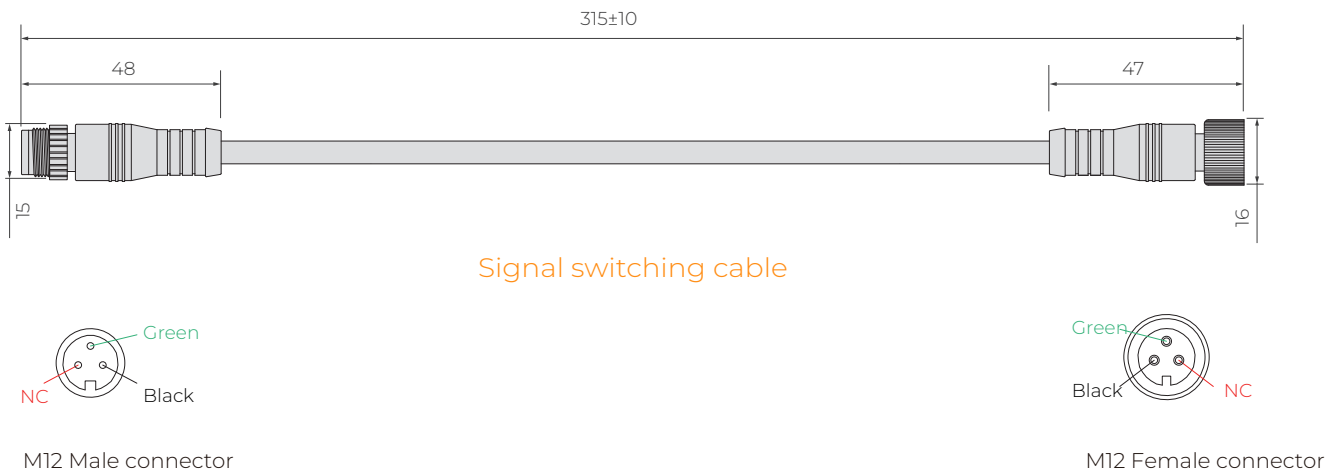 315±10
48
47
15
16
Signal switching cable
Green
NC
Black
Green
Black
NC
M12 Male connector
M12 Female connector